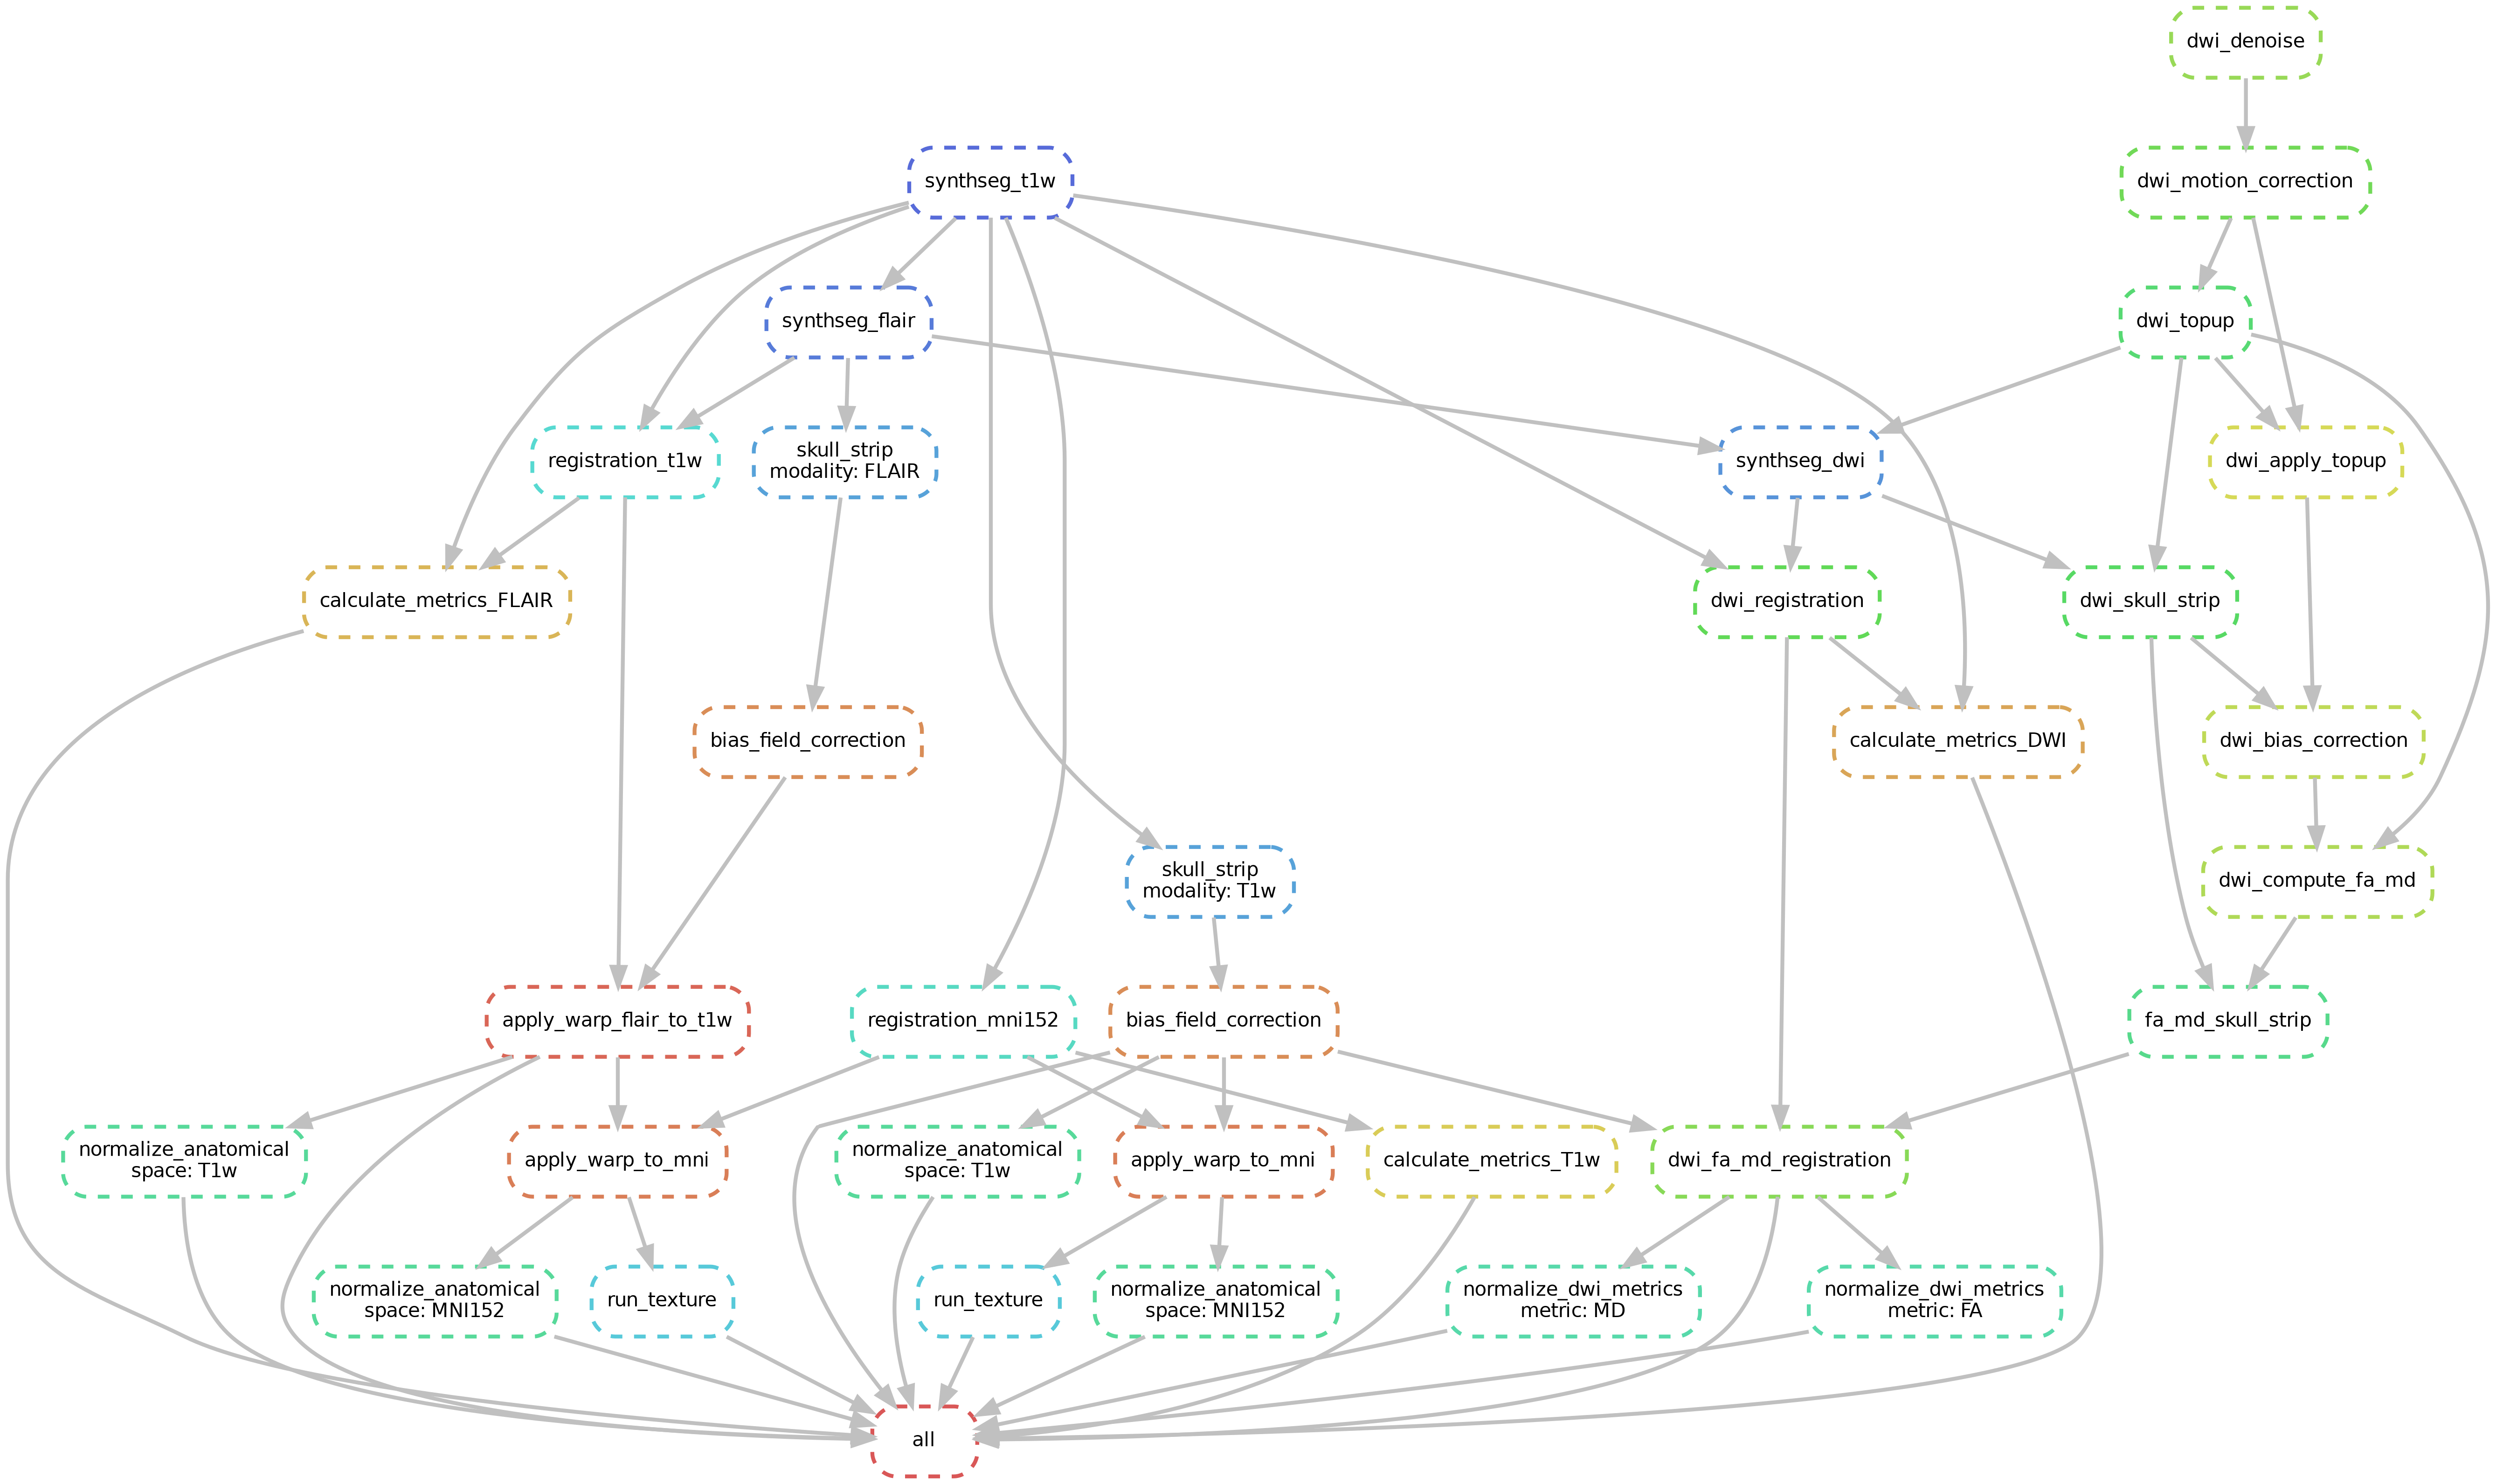 dwi_denoise
synthseg_t1w
dwi_motion_correction
synthseg_flair
dwi_topup
registration_t1w
skull_strip
modality: FLAIR
synthseg_dwi
dwi_apply_topup
calculate_metrics_FLAIR
dwi_registration
dwi_skull_strip
bias_field_correction
calculate_metrics_DWI
dwi_bias_correction
skull_strip
modality: T1w
dwi_compute_fa_md
apply_warp_flair_to_t1w
registration_mni152
bias_field_correction
fa_md_skull_strip
normalize_anatomical
space: T1w
apply_warp_to_mni
normalize_anatomical
space: T1w
apply_warp_to_mni
calculate_metrics_T1w
dwi_fa_md_registration
normalize_anatomical
space: MNI152
run_texture
run_texture
normalize_anatomical
space: MNI152
normalize_dwi_metrics
metric: MD
normalize_dwi_metrics
metric: FA
all